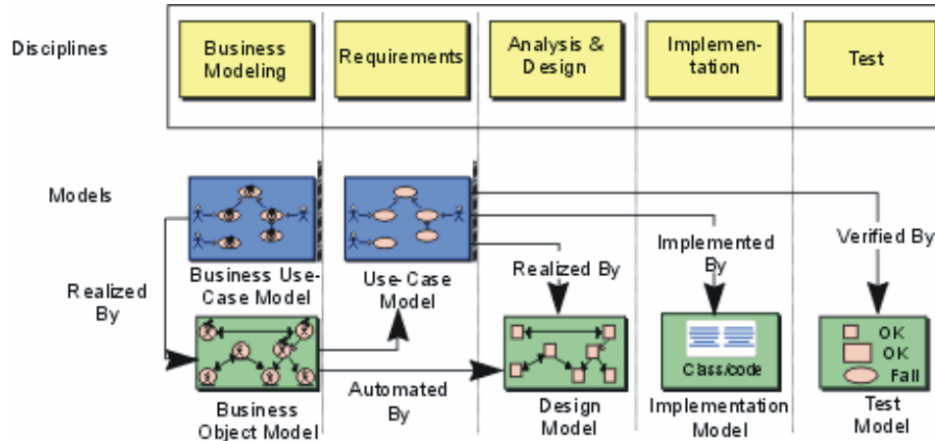 Disciplines
Business
Modeling
Requirements
Analysis &
Design
Implemen-
tation
Test
Models
Business Use-
Case Model
Use-Case
Model
Realized
By
Realized By
Implemented
By
Verified By
Automated
By
Business
Object Model
Design
Model
Class/code
Implementation Model
OK
OK
Fail
Test
Model